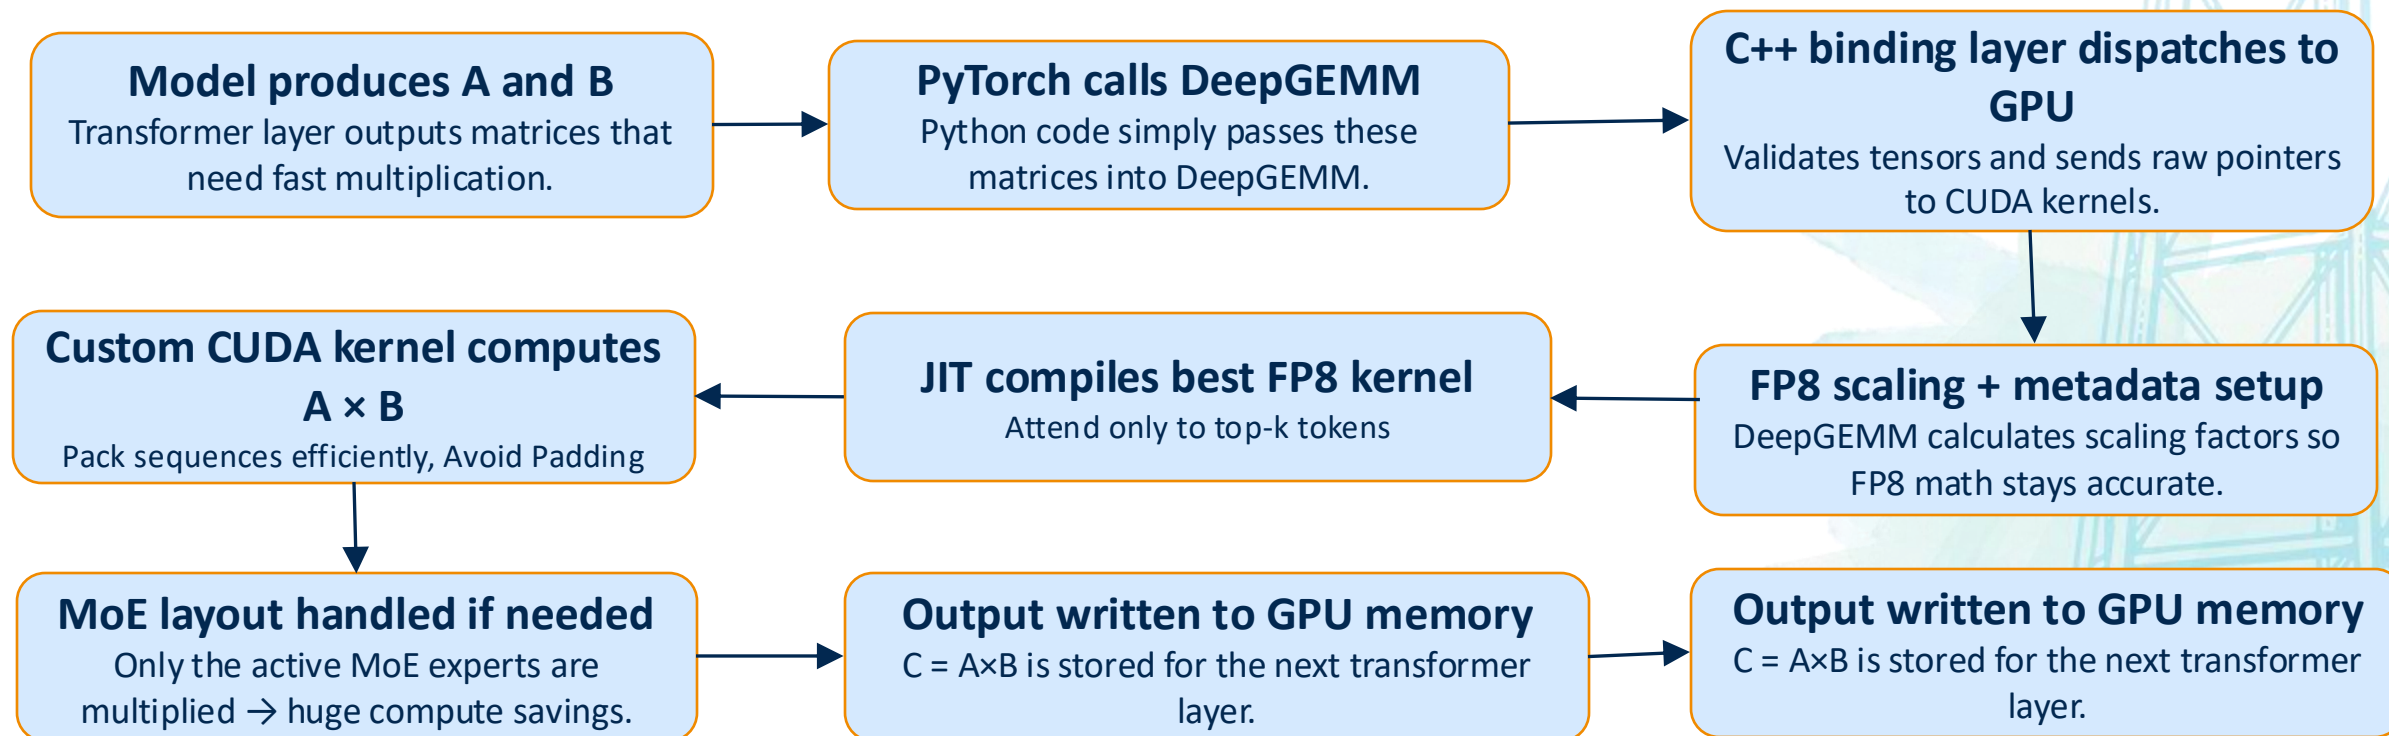 Model produces A and B
Transformer layer outputs matrices that
need fast multiplication.
PyTorch calls DeepGEMM
Python code simply passes these
matrices into DeepGEMM.
C++ binding layer dispatches to
GPU
Validates tensors and sends raw pointers
to CUDA kernels.
FP8 scaling + metadata setup
DeepGEMM calculates scaling factors so
FP8 math stays accurate.
JIT compiles best FP8 kernel
Attend only to top-k tokens
Custom CUDA kernel computes
A × B
Pack sequences efficiently, Avoid Padding
MoE layout handled if needed
Only the active MoE experts are
multiplied → huge compute savings.
Output written to GPU memory
C = A×B is stored for the next transformer
layer.
Output written to GPU memory
C = A×B is stored for the next transformer
layer.